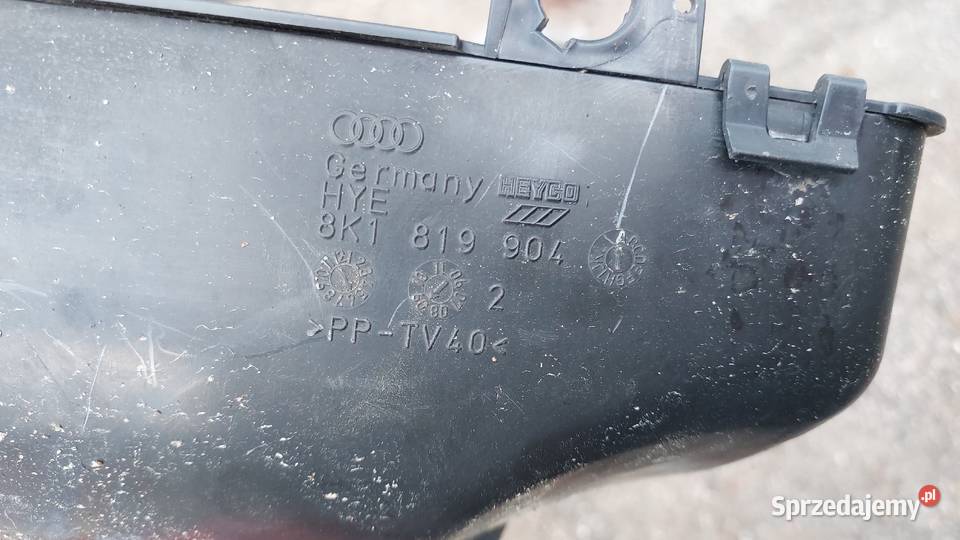 Germany/ HEYCO
HYE
8K1 819 904
2
>PP-TV40<
Sprzedajemy.pl